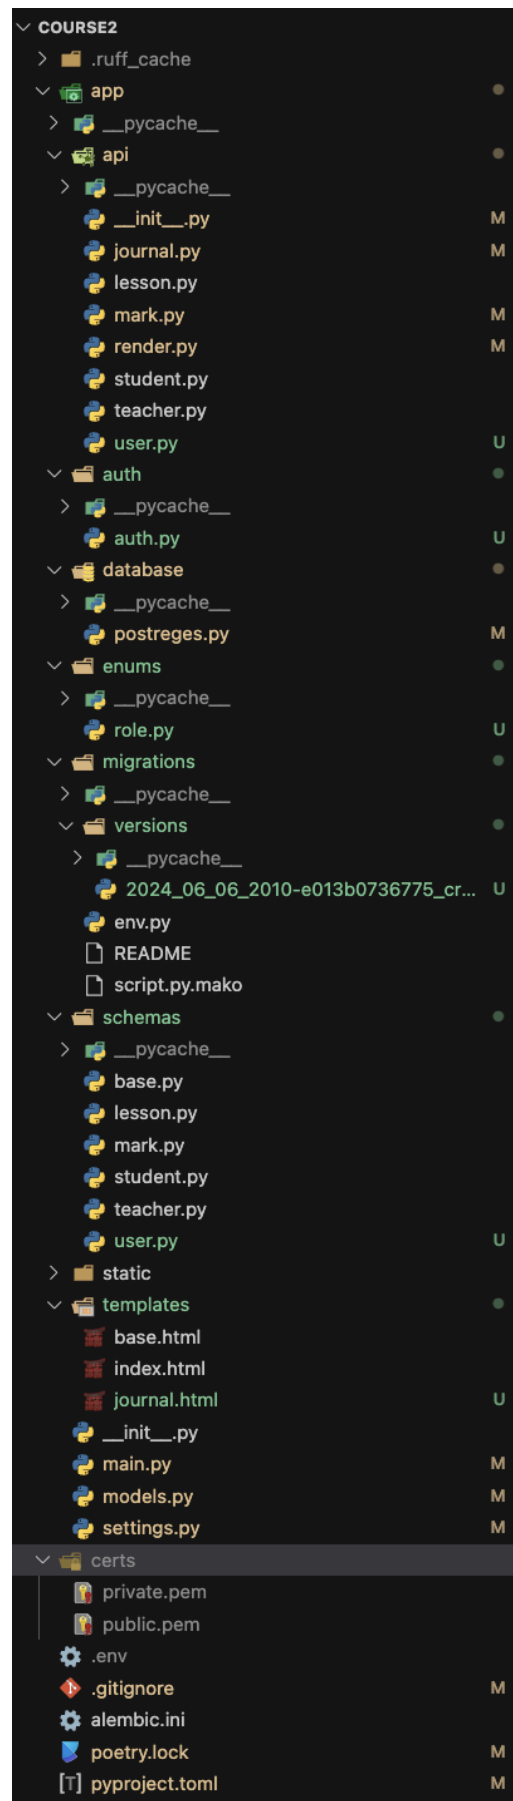 COURSE2
.ruff_cache
app
__pycache__
api
__pycache__
__init__.py M
journal.py M
lesson.py
mark.py M
render.py M
student.py
teacher.py
user.py U
auth
__pycache__
auth.py U
database
__pycache__
postreges.py M
enums
__pycache__
role.py U
migrations
__pycache__
versions
__pycache__
2024_06_06_2010-e013b0736775_cr... U
env.py
README
script.py.mako
schemas
__pycache__
base.py
lesson.py
mark.py
student.py
teacher.py
user.py U
static
templates
base.html
index.html
journal.html U
__init__.py
main.py M
models.py M
settings.py M
certs
private.pem
public.pem
.env
.gitignore M
alembic.ini
poetry.lock M
[T] pyproject.toml M